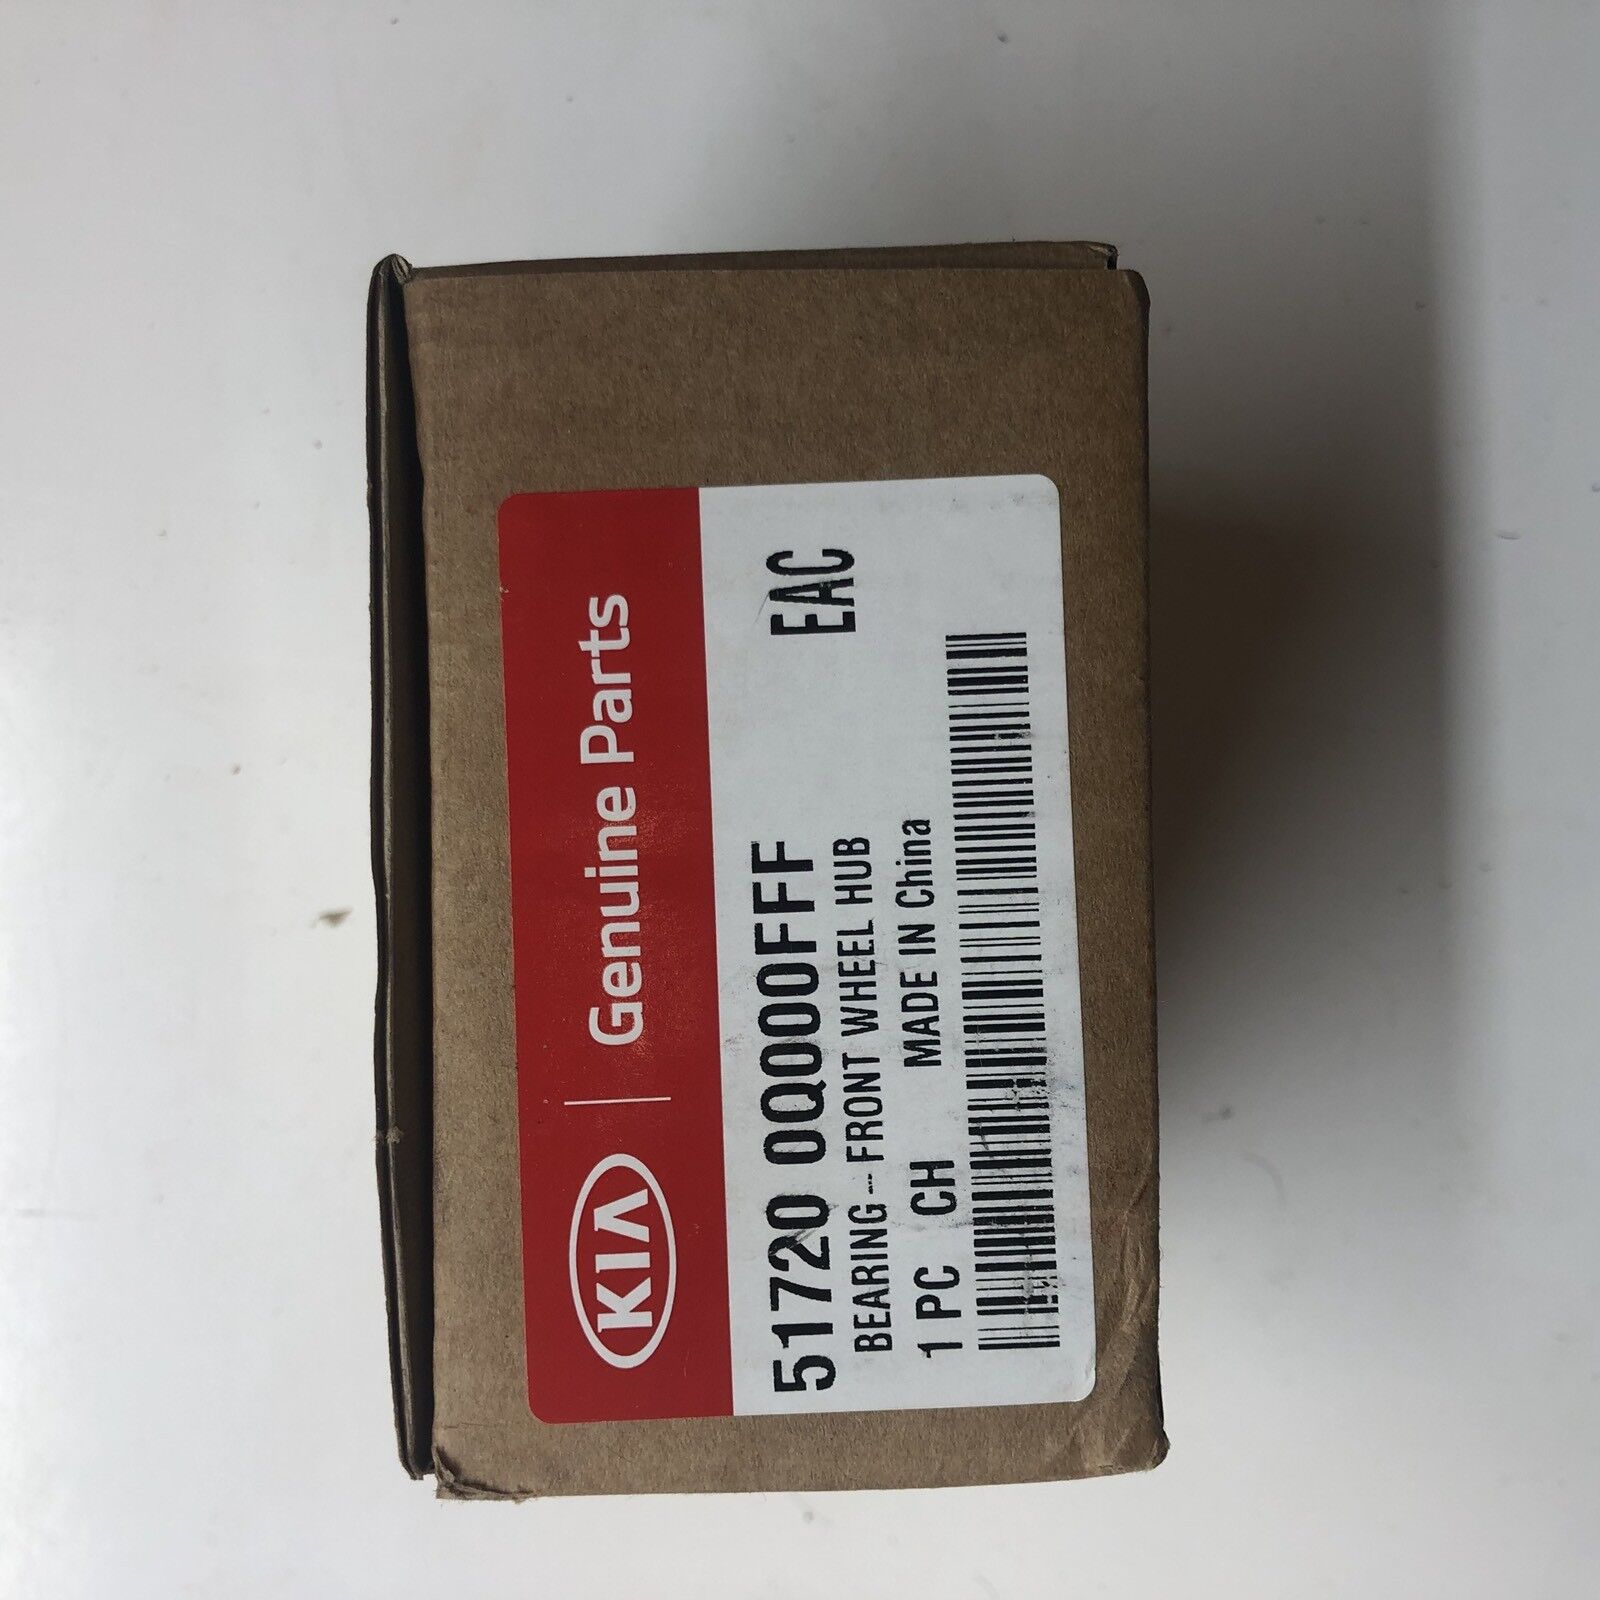 KIA | Genuine Parts
51720 0Q000FFF
EAC
BEARING-FRONT WHEEL HUB
1 PC CH MADE IN China